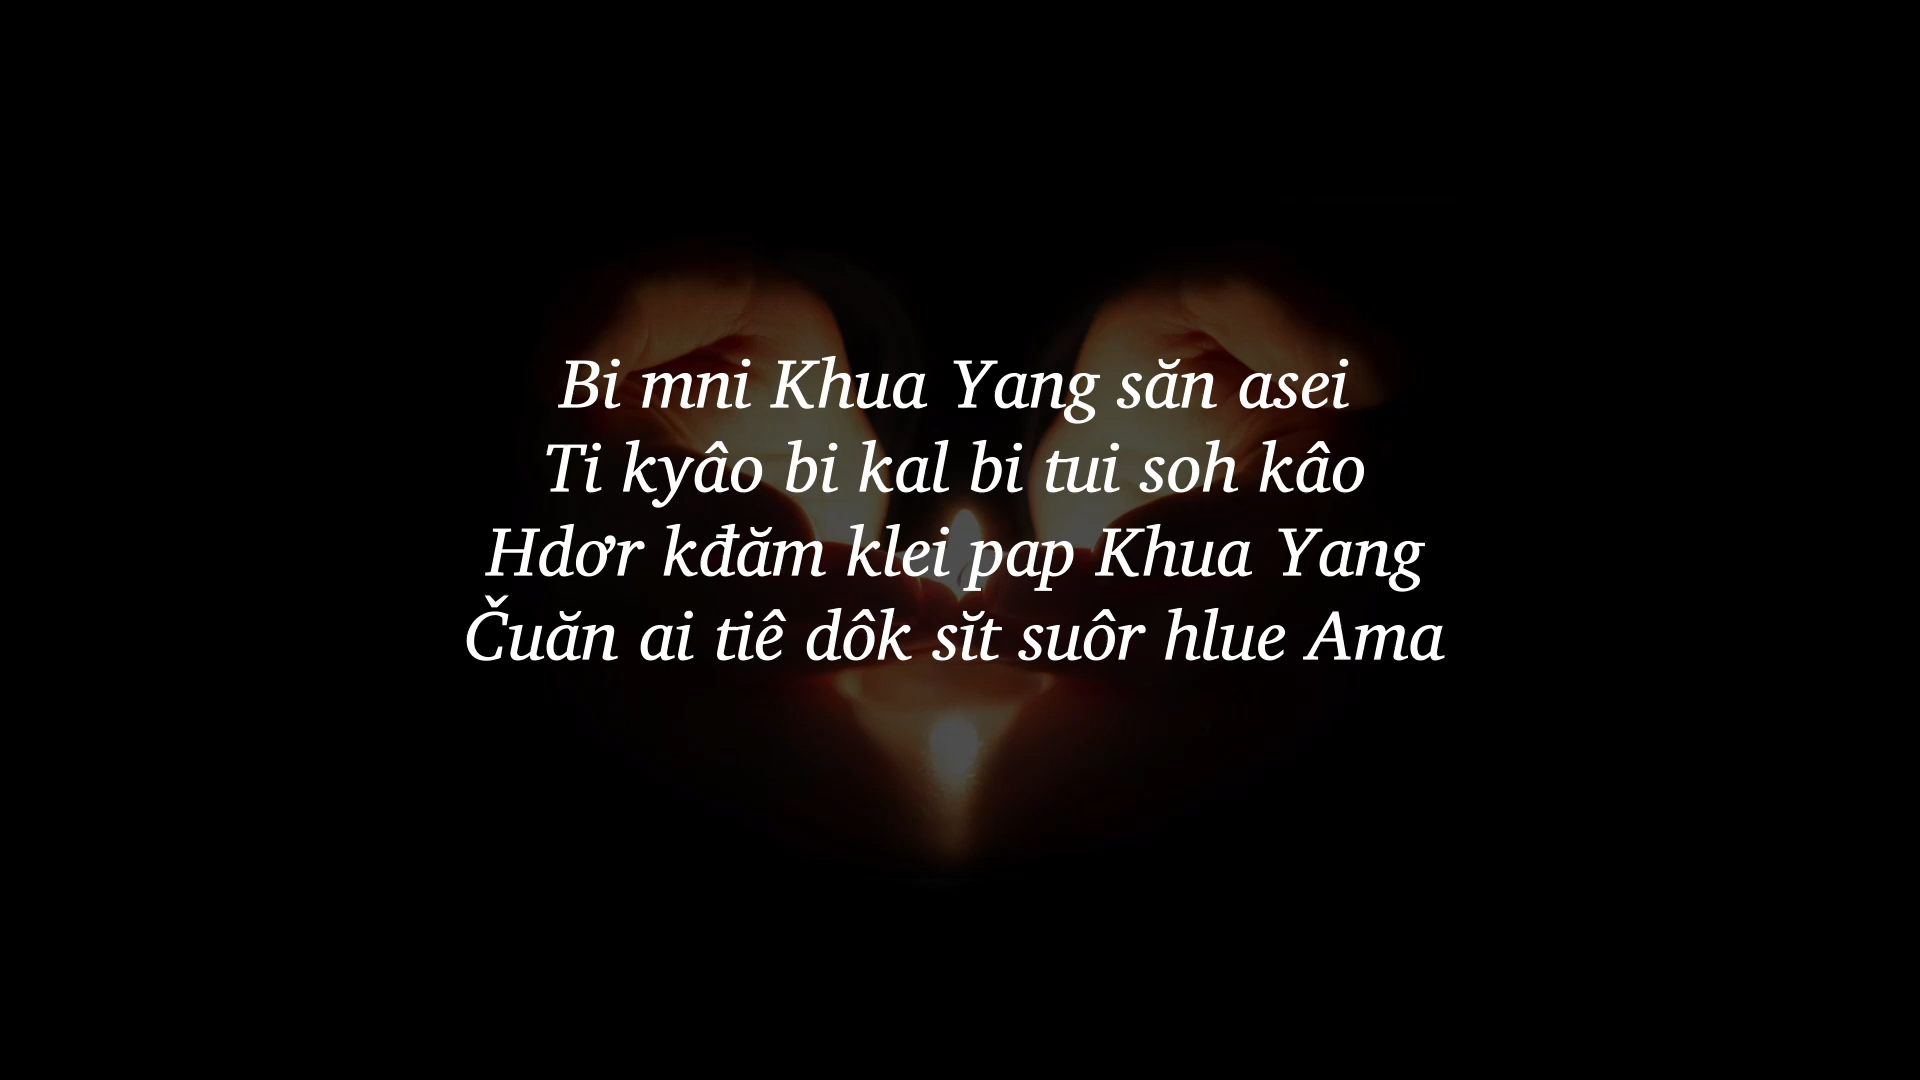 Bi mni Khua Yang săn asei
Ti kyâo bi kal bi tui soh kâo
Hdơr kđăm klei pap Khua Yang
Čuăn ai tiê dôk sĭt suôr hlue Ama